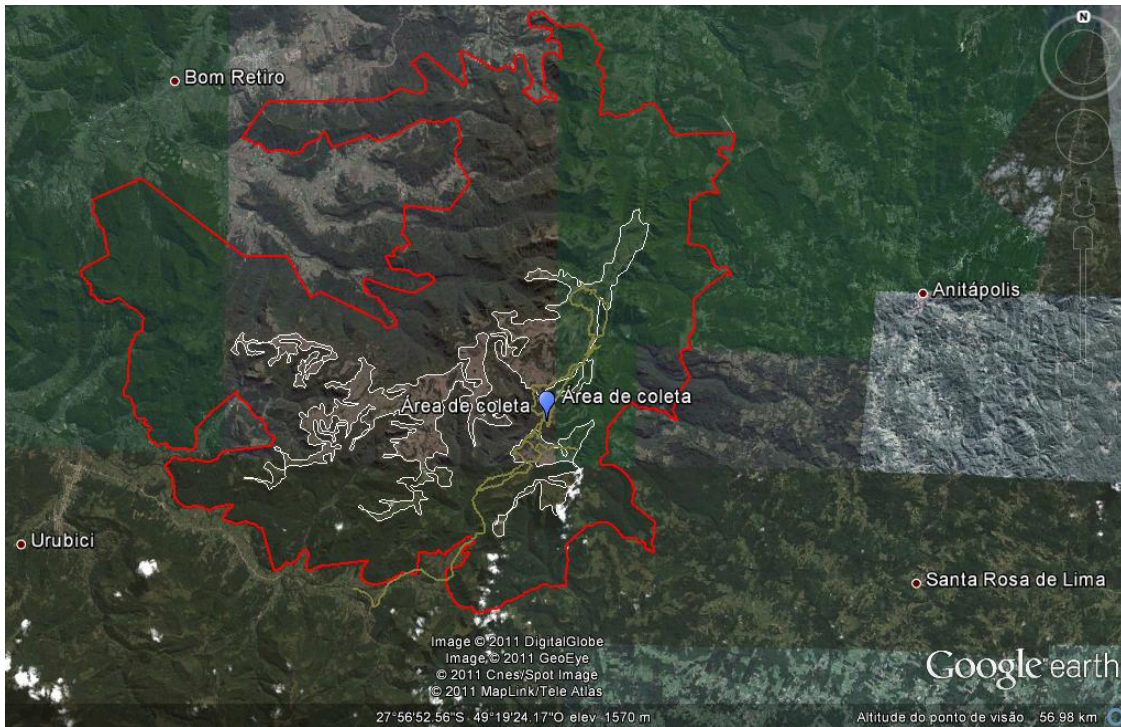 N
Bom Retiro
Anitápolis
Área de coleta
Área de coleta
Urubici
Santa Rosa de Lima
Image © 2011 DigitalGlobe
Image © 2011 GeoEye
© 2011 Cnes/Spot Image
© 2011 MapLink/Tele Atlas
Google earth
27°56'52.56"S 49°19'24.17"O elev 1570 m
Altitude do ponto de visão 56.98 km